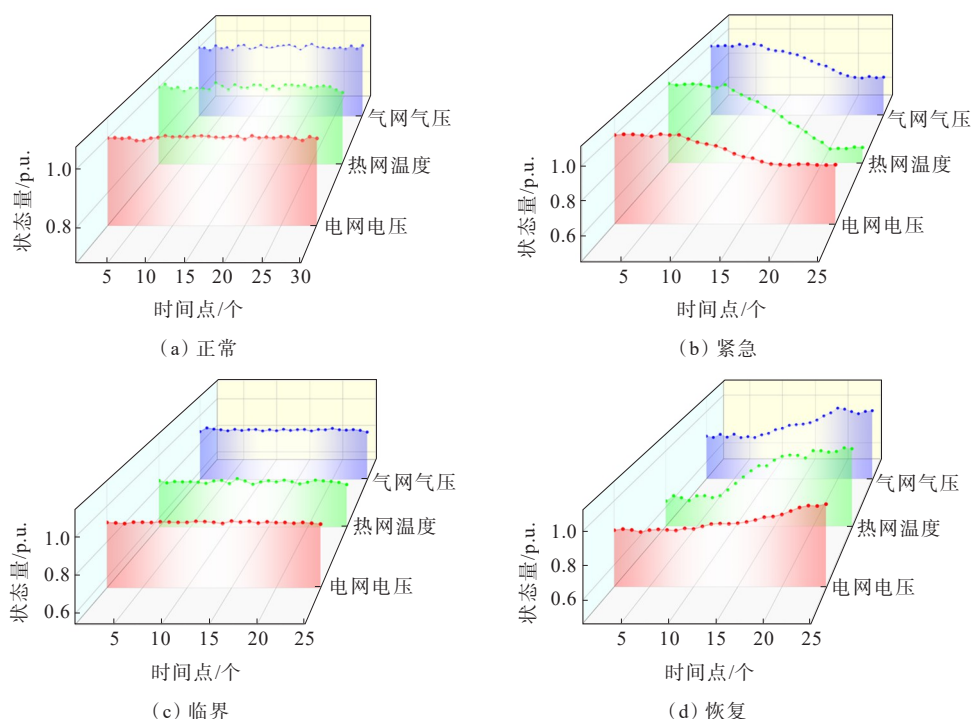 状态量/p.u.
1.0
0.8
5 10 15 20 25 30
时间点/个
气网气压
热网温度
电网电压
(a) 正常
状态量/p.u.
1.0
0.8
0.6
5 10 15 20 25
时间点/个
气网气压
热网温度
电网电压
(b) 紧急
状态量/p.u.
1.0
0.8
0.6
5 10 15 20 25
时间点/个
气网气压
热网温度
电网电压
(c) 临界
状态量/p.u.
1.0
0.8
0.6
5 10 15 20 25
时间点/个
气网气压
热网温度
电网电压
(d) 恢复